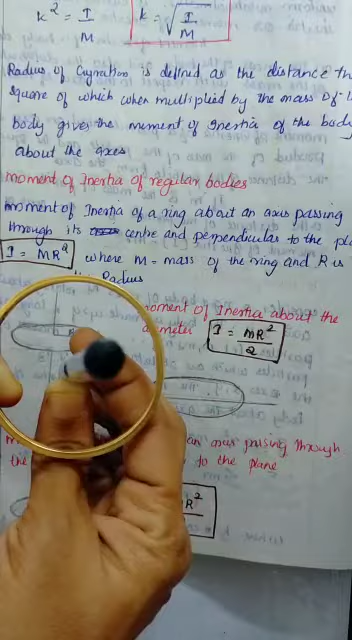 k² = I/M   k = √(I/M)
Radius of Gyration is defined as the distance the
square of which when multiplied by the mass of
body gives the moment of inertia of the body
about the axis
moment of Inertia of regular bodies
moment of Inertia of a ring about an axis passing
through its centre and perpendicular to the
I = MR² where M = mass of the ring and R is
Radius
moment of Inertia about the
diameter I = MR²/2
an axis passing through
the to the plane
R²